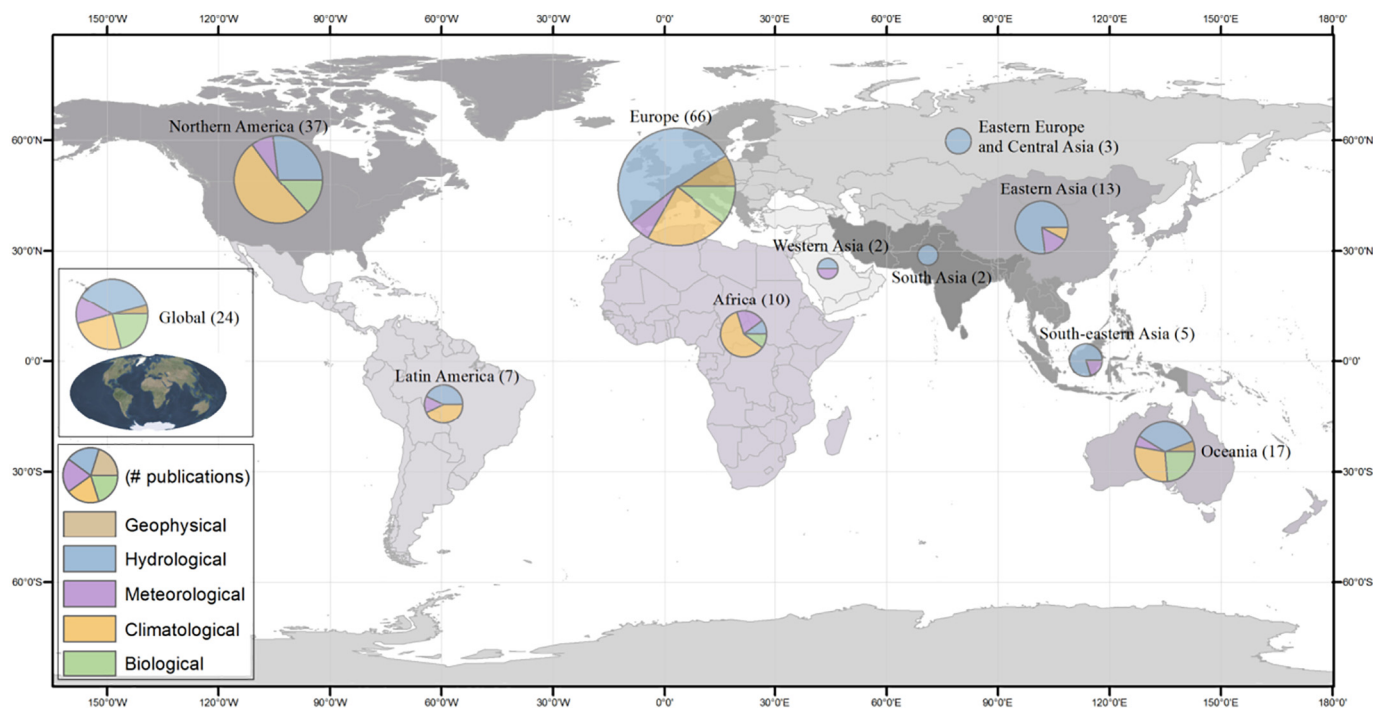 150°0'W 120°0'W 90°0'W 60°0'W 30°0'W 0°0' 30°0'E 60°0'E 90°0'E 120°0'E 150°0'E 180°0'
60°0'N 60°0'N
30°0'N 30°0'N
0°0' 0°0'
30°0'S 30°0'S
60°0'S 60°0'S
Northern America (37)
Europe (66)
Eastern Europe
and Central Asia (3)
Eastern Asia (13)
Western Asia (2)
South Asia (2)
Africa (10)
South-eastern Asia (5)
Latin America (7)
Oceania (17)
Global (24)
(# publications)
Geophysical
Hydrological
Meteorological
Climatological
Biological
150°0'W 120°0'W 90°0'W 60°0'W 30°0'W 0°0' 30°0'E 60°0'E 90°0'E 120°0'E 150°0'E 180°0'